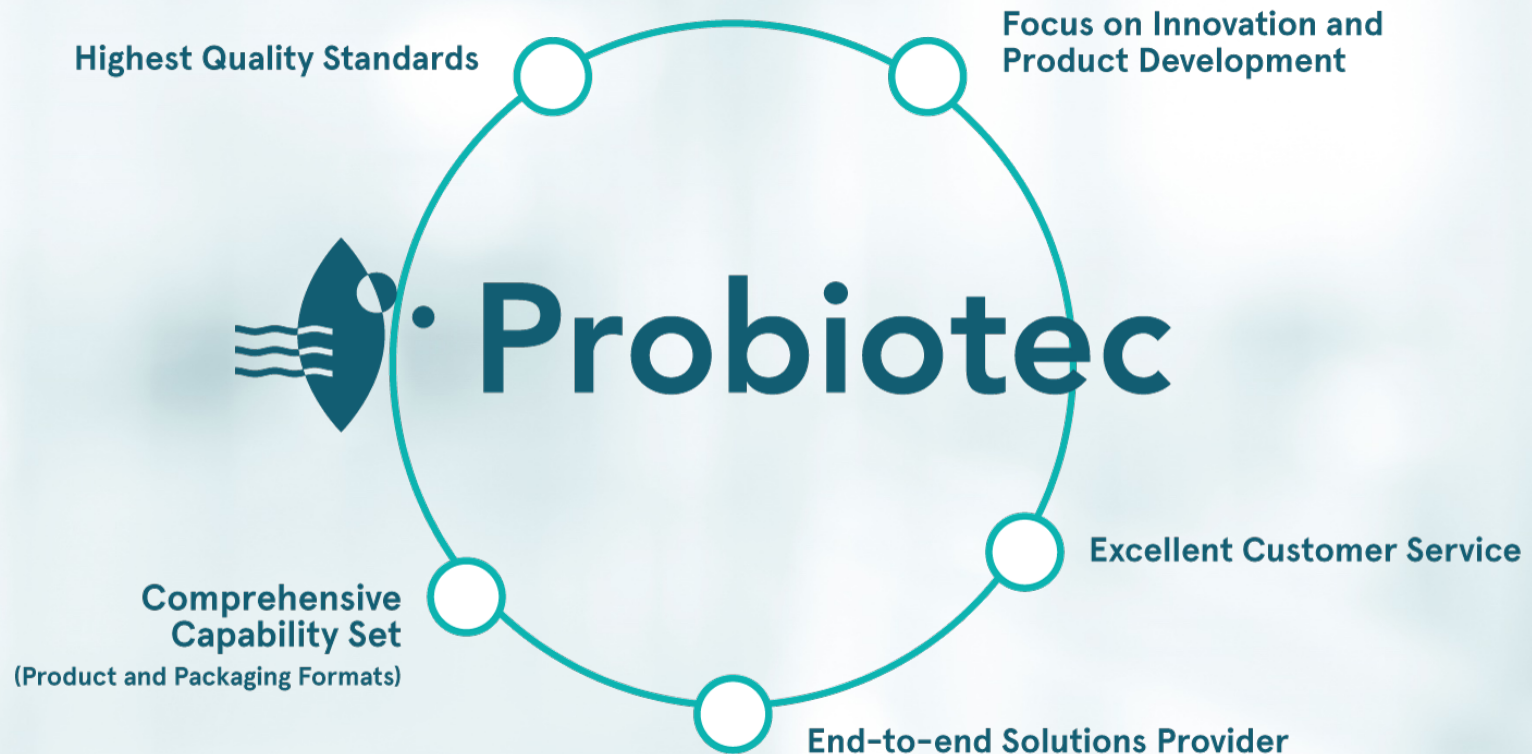 Highest Quality Standards
Focus on Innovation and
Product Development
Probiotec
Excellent Customer Service
Comprehensive
Capability Set
(Product and Packaging Formats)
End-to-end Solutions Provider